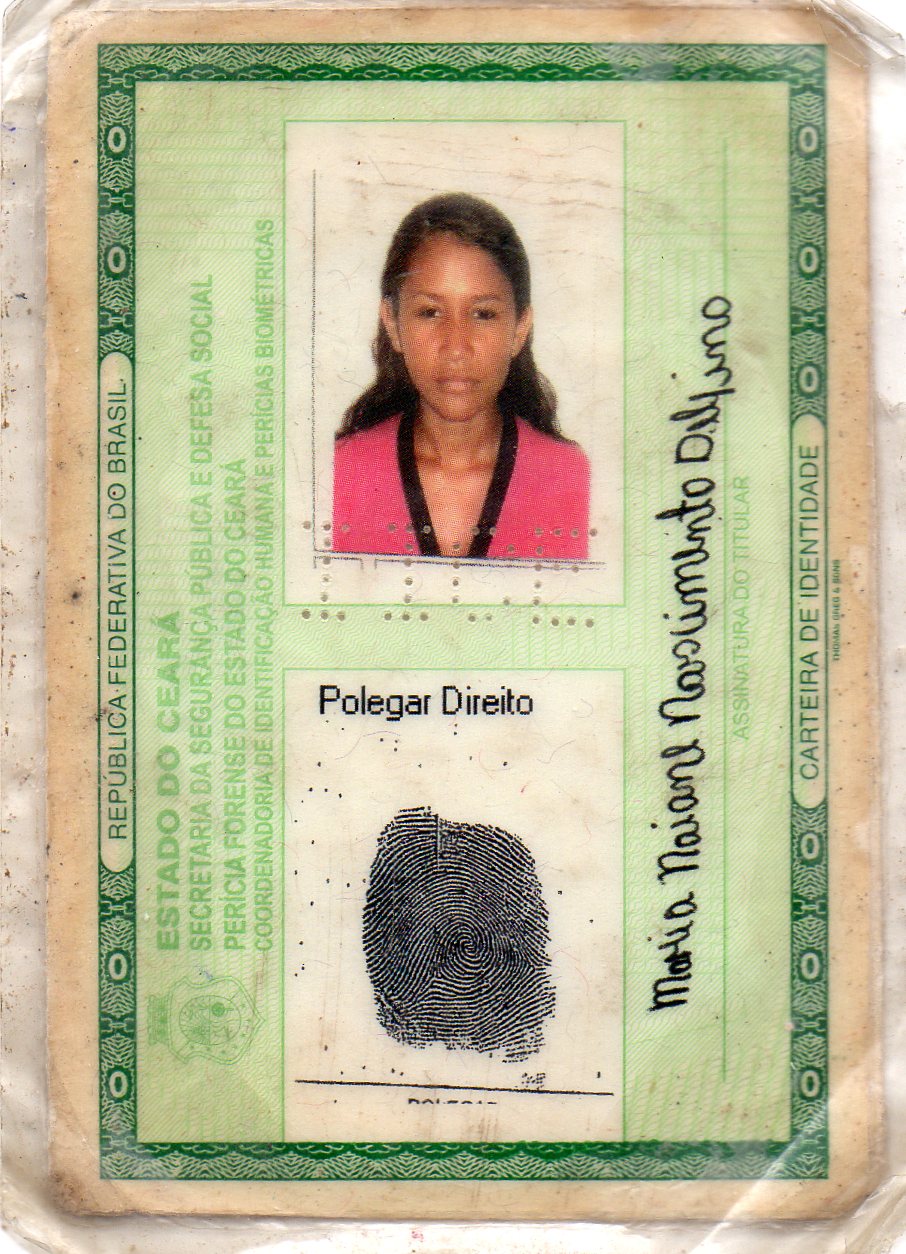 REPÚBLICA FEDERATIVA DO BRASIL
ESTADO DO CEARÁ
SECRETARIA DA SEGURANÇA PÚBLICA E DEFESA SOCIAL
PERÍCIA FORENSE DO ESTADO DO CEARÁ
COORDENADORIA DE IDENTIFICAÇÃO HUMANA E PERÍCIAS BIOMÉTRICAS
Polegar Direito
POLEGAR
Maria Naiane Nascimento Delfino
ASSINATURA DO TITULAR
CARTEIRA DE IDENTIDADE
THOMAS GREG & SONS